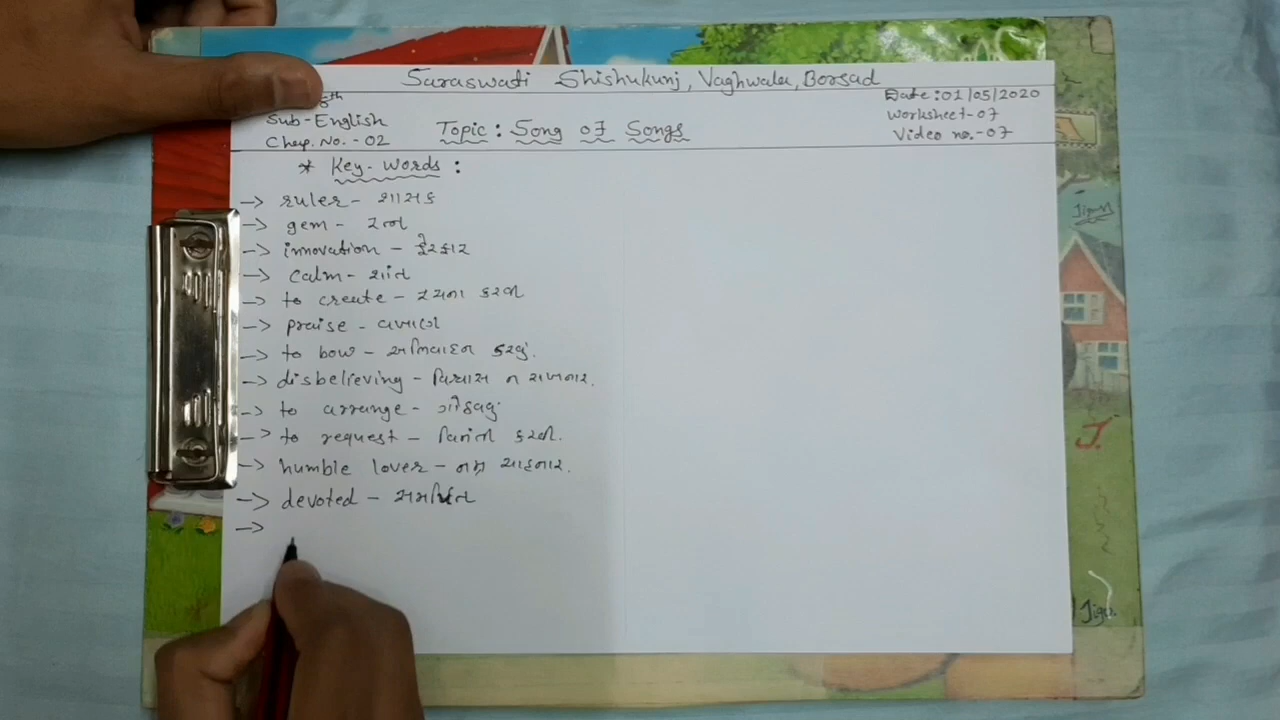 Saraswati Shishukunj, Vaghwala, Borsad
8th
Date:01/05/2020
Sub-English
Topic: Song of Songs
Worksheet-07
Chep. No. - 02
Video no.-07
* Key-Words :
→ ruler - શાસક
→ gem - રત્ન
→ innovation - ફેરફાર
→ calm - શાંત
→ to create - રચના કરવી
→ praise - વખાણ
→ to bow - અભિવાદન કરવું.
→ disbelieving - વિશ્વાસ ન રાખનાર.
→ to arrange - ગોઠવવું
→ to request - વિનંતી કરવી.
→ humble lover - નમ્ર ચાહનાર.
→ devoted - સમર્પિત
→
J.